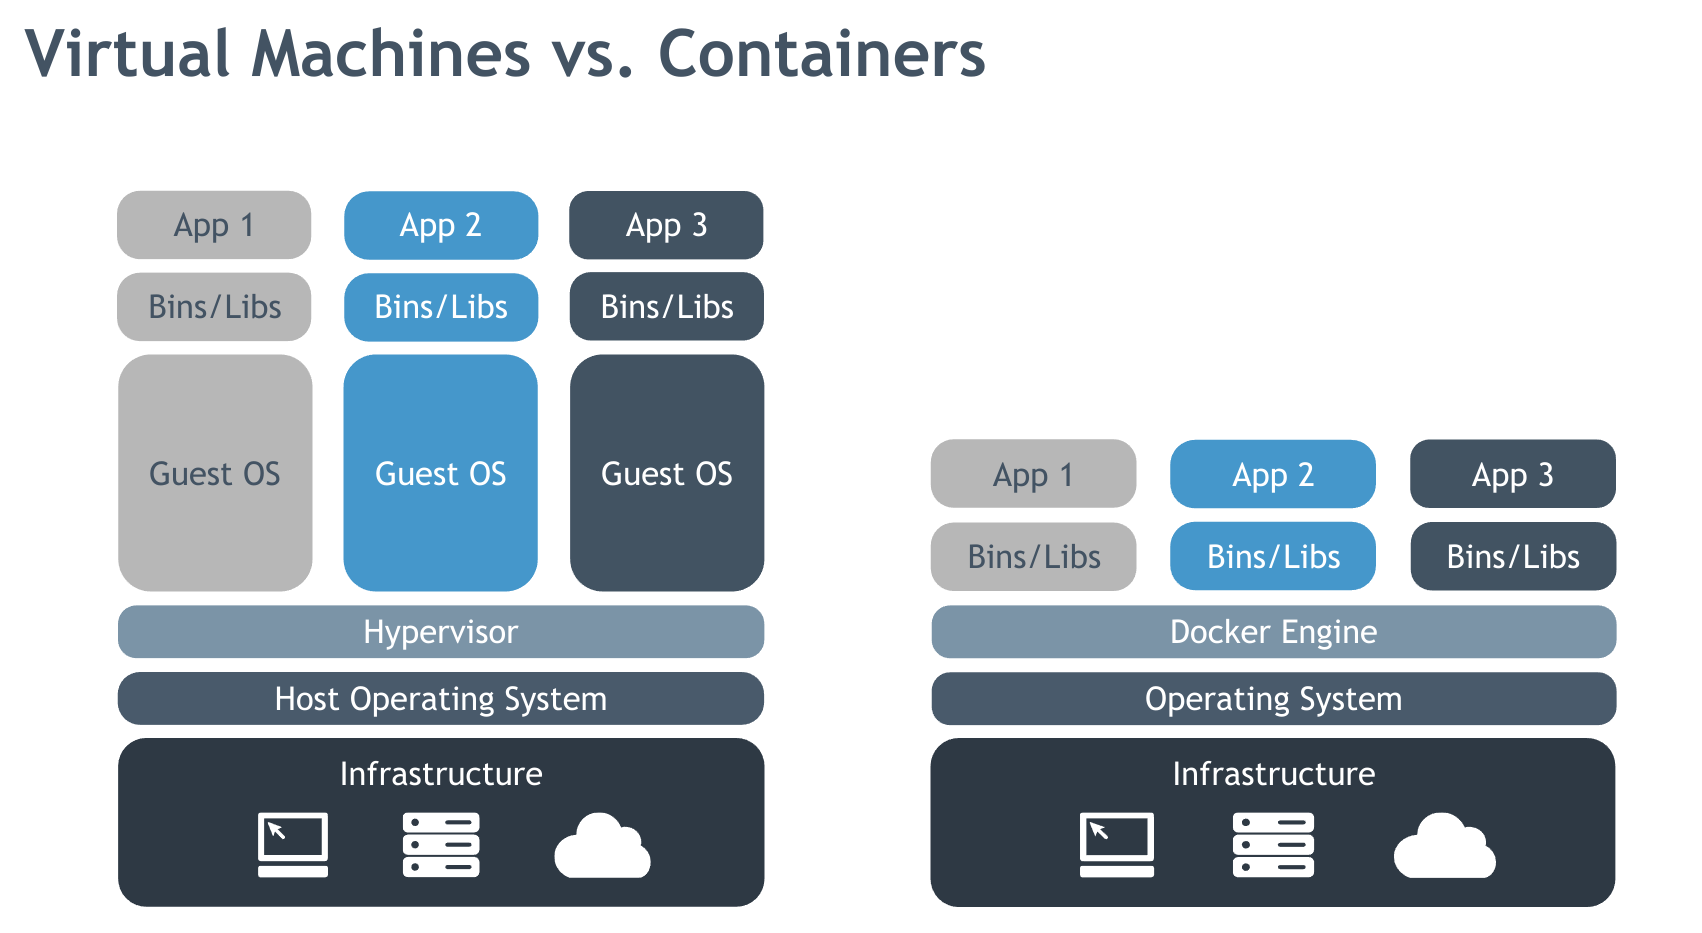 Virtual Machines vs. Containers
App 1
App 2
App 3
Bins/Libs
Bins/Libs
Bins/Libs
Guest OS
Guest OS
Guest OS
Hypervisor
Host Operating System
Infrastructure
App 1
App 2
App 3
Bins/Libs
Bins/Libs
Bins/Libs
Docker Engine
Operating System
Infrastructure